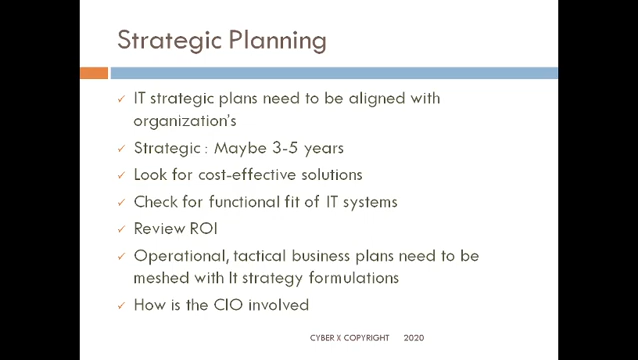 Strategic Planning
✓ IT strategic plans need to be aligned with
organization's
✓ Strategic : Maybe 3-5 years
✓ Look for cost-effective solutions
✓ Check for functional fit of IT systems
✓ Review ROI
✓ Operational, tactical business plans need to be
meshed with It strategy formulations
✓ How is the CIO involved
CYBER X COPYRIGHT 2020